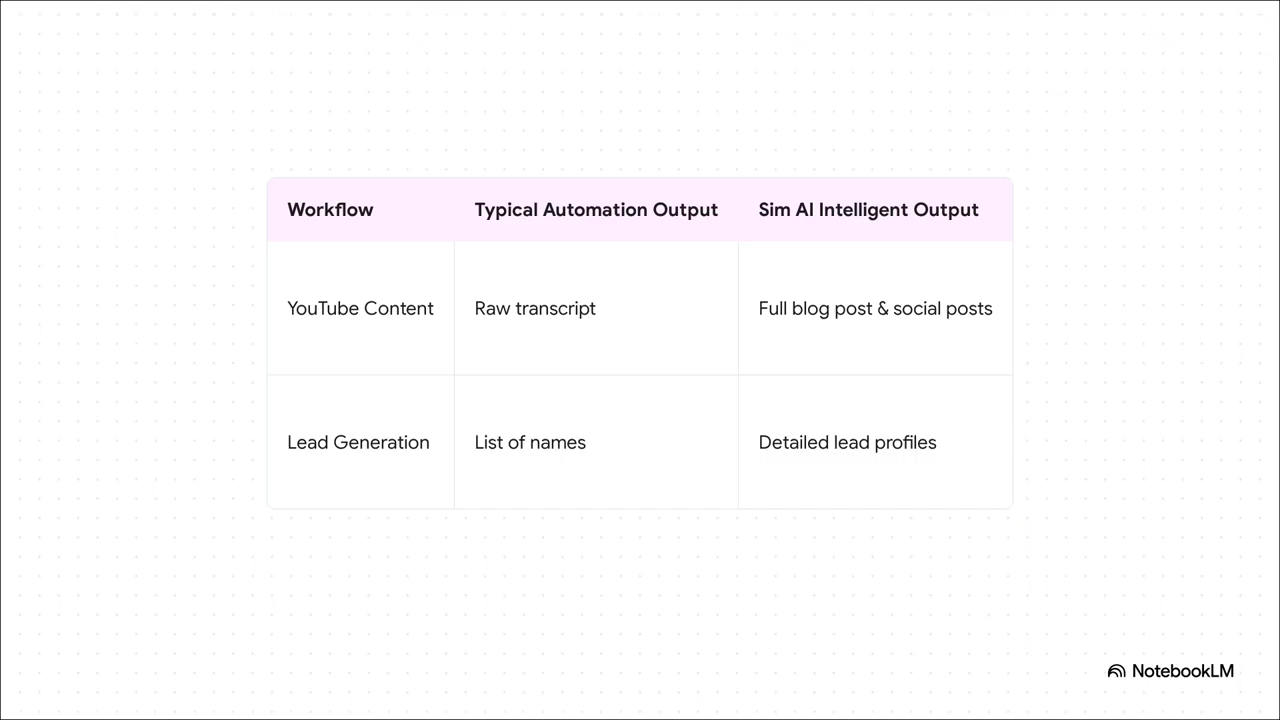 Workflow Typical Automation Output Sim AI Intelligent Output
YouTube Content Raw transcript Full blog post & social posts
Lead Generation List of names Detailed lead profiles
NotebookLM